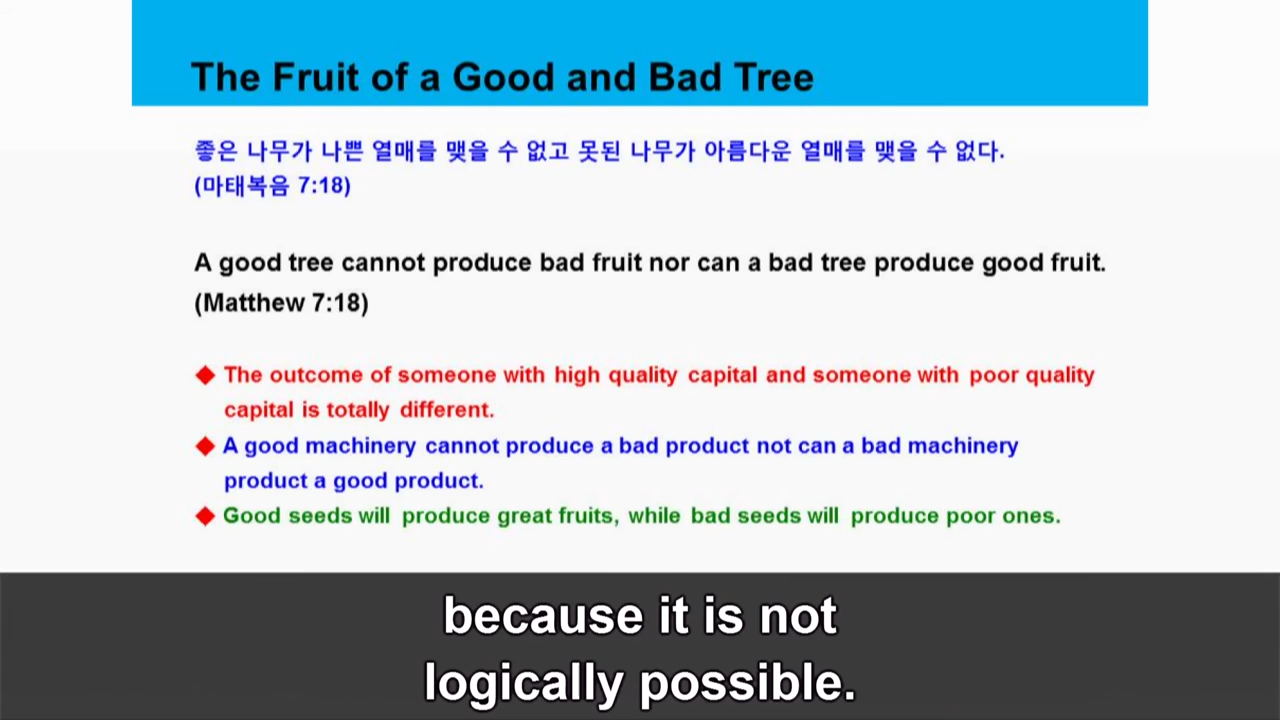 The Fruit of a Good and Bad Tree
좋은 나무가 나쁜 열매를 맺을 수 없고 못된 나무가 아름다운 열매를 맺을 수 없다.
(마태복음 7:18)
A good tree cannot produce bad fruit nor can a bad tree produce good fruit.
(Matthew 7:18)
◆ The outcome of someone with high quality capital and someone with poor quality
capital is totally different.
◆ A good machinery cannot produce a bad product not can a bad machinery
product a good product.
◆ Good seeds will produce great fruits, while bad seeds will produce poor ones.
because it is not
logically possible.